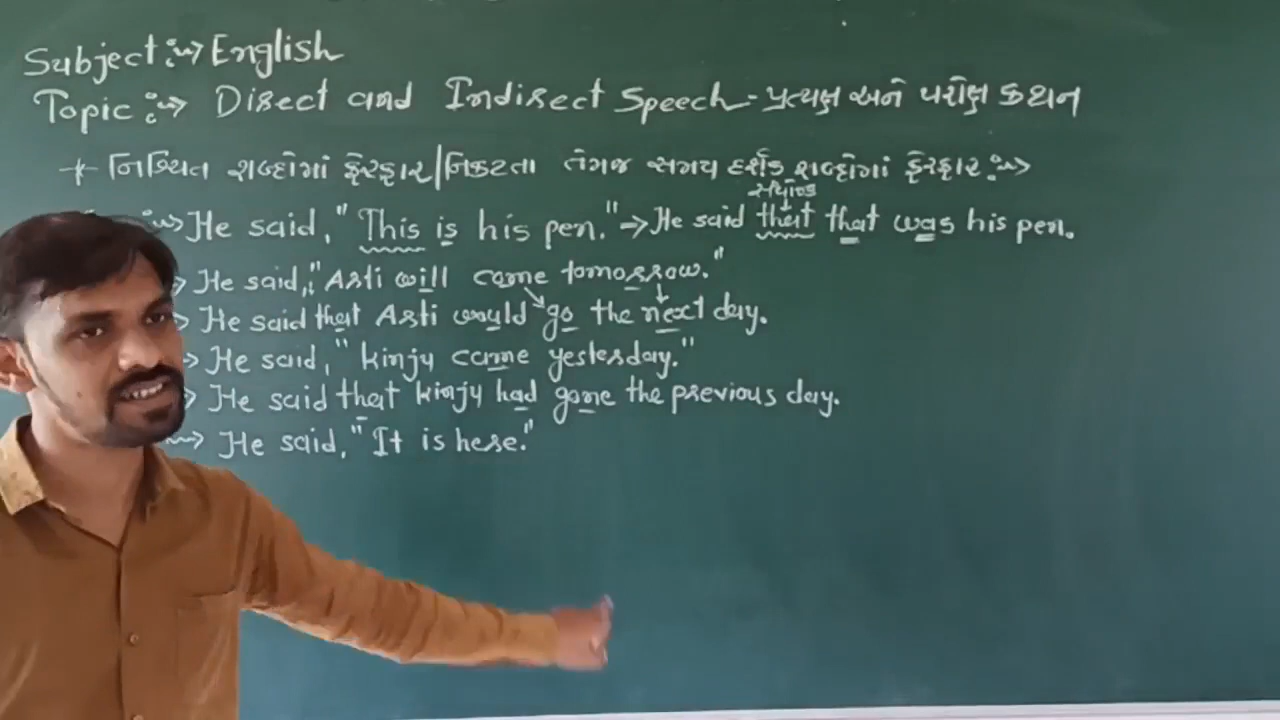 Subject :⇝ English
Topic :⇝ Direct and Indirect Speech - પ્રત્યક્ષ અને પરોક્ષ કથન
* નિશ્ચિત શબ્દોમાં ફેરફાર/નિકટતા તેમજ સમય દર્શક શબ્દોમાં ફેરફાર :⇝
સંયોજક
:⇝ He said, "This is his pen." → He said that that was his pen.
→ He said, "Arti will come tomorrow."
→ He said that Arti would go the next day.
→ He said, "kinjy came yesterday."
→ He said that kinjy had gone the previous day.
⇝ He said, "It is here."